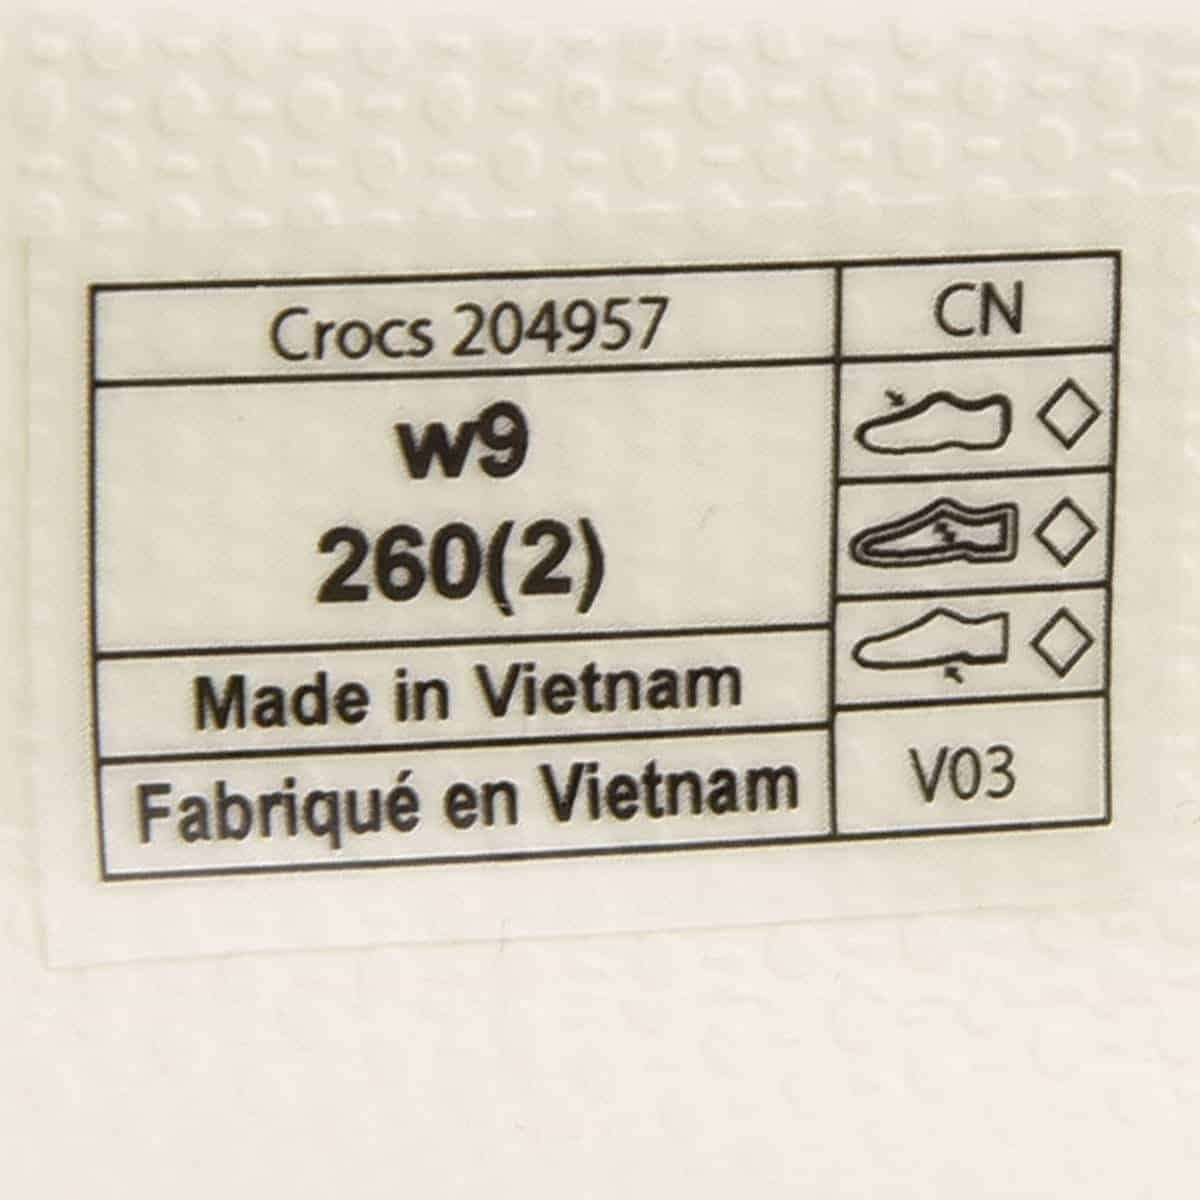 Crocs 204957
CN
w9
260(2)
Made in Vietnam
Fabriqué en Vietnam
V03